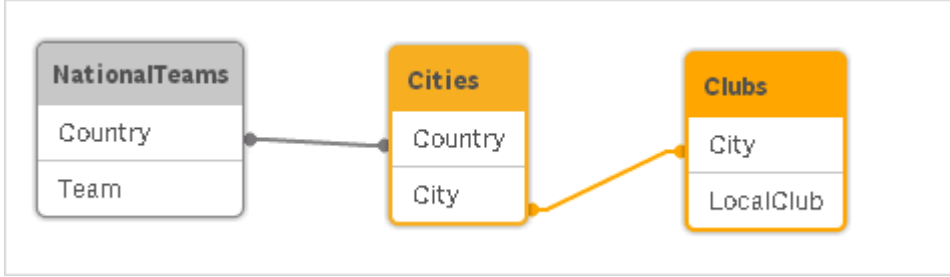 NationalTeams
Country
Team
Cities
Country
City
Clubs
City
LocalClub